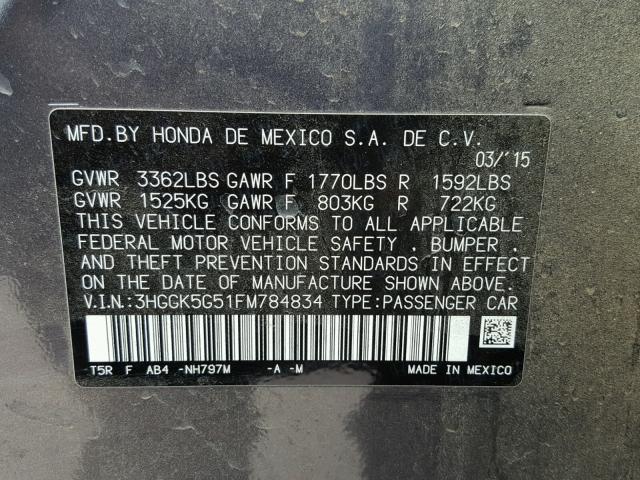 MFD.BY HONDA DE MEXICO S.A. DE C.V.
03/'15
GVWR 3362LBS GAWR F 1770LBS R 1592LBS
GVWR 1525KG GAWR F 803KG R 722KG
THIS VEHICLE CONFORMS TO ALL APPLICABLE
FEDERAL MOTOR VEHICLE SAFETY , BUMPER ,
AND THEFT PREVENTION STANDARDS IN EFFECT
ON THE DATE OF MANUFACTURE SHOWN ABOVE.
V.I.N.:3HGGK5G51FM784834 TYPE:PASSENGER CAR
T5R F AB4 -NH797M -A -M MADE IN MEXICO